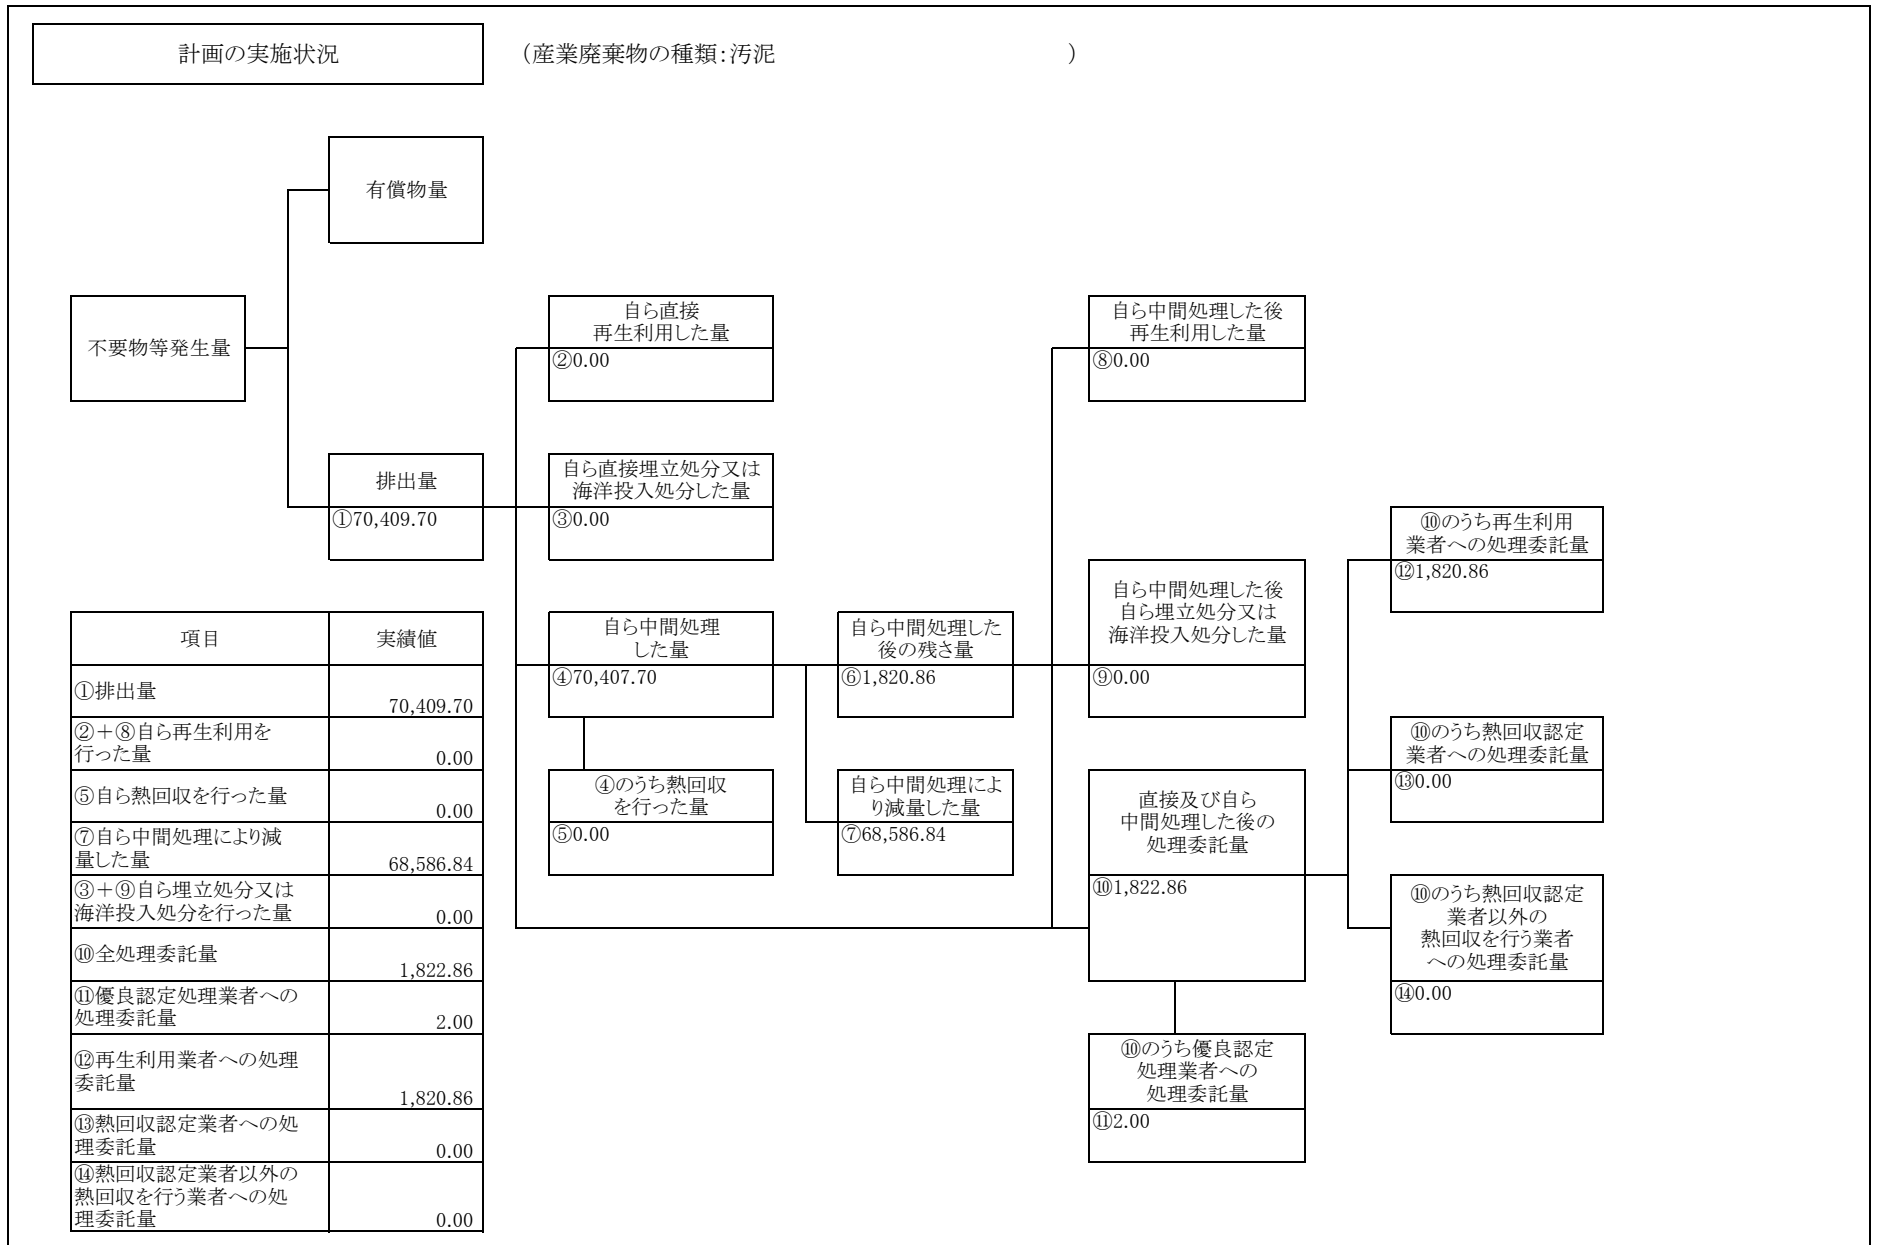 計画の実施状況
（産業廃棄物の種類：汚泥　　　　　　　　　　　　　）
有償物量
不要物等発生量
排出量
①70,409.70
自ら直接
再生利用した量
②0.00
自ら直接埋立処分又は
海洋投入処分した量
③0.00
自ら中間処理
した量
④70,407.70
④のうち熱回収
を行った量
⑤0.00
自ら中間処理した
後の残さ量
⑥1,820.86
自ら中間処理によ
り減量した量
⑦68,586.84
自ら中間処理した後
再生利用した量
⑧0.00
自ら中間処理した後
自ら埋立処分又は
海洋投入処分した量
⑨0.00
直接及び自ら
中間処理した後の
処理委託量
⑩1,822.86
⑩のうち優良認定
処理業者への
処理委託量
⑪2.00
⑩のうち再生利用
業者への処理委託量
⑫1,820.86
⑩のうち熱回収認定
業者への処理委託量
⑬0.00
⑩のうち熱回収認定
業者以外の
熱回収を行う業者
への処理委託量
⑭0.00
項目 実績値
①排出量
70,409.70
②＋⑧自ら再生利用を
行った量
0.00
⑤自ら熱回収を行った量
0.00
⑦自ら中間処理により減
量した量
68,586.84
③＋⑨自ら埋立処分又は
海洋投入処分を行った量
0.00
⑩全処理委託量
1,822.86
⑪優良認定処理業者への
処理委託量
2.00
⑫再生利用業者への処理
委託量
1,820.86
⑬熱回収認定業者への処
理委託量
0.00
⑭熱回収認定業者以外の
熱回収を行う業者への処
理委託量
0.00